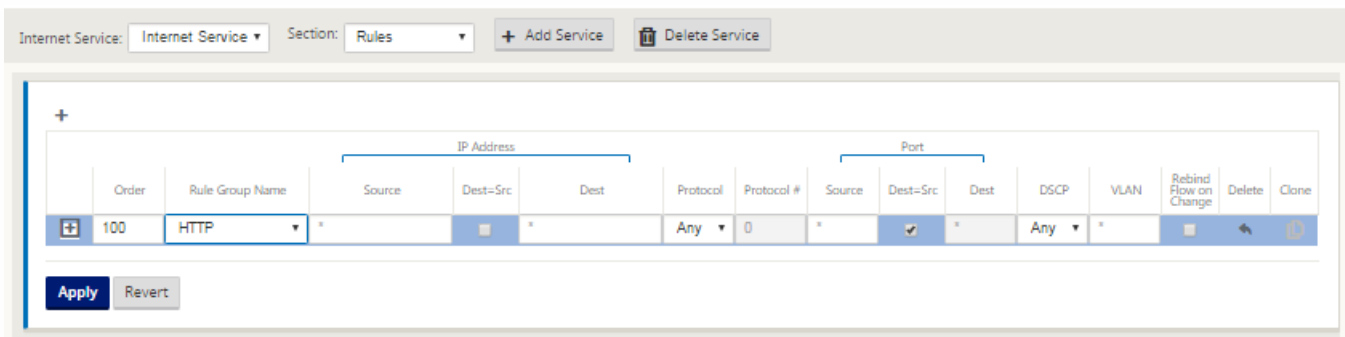 Internet Service: Internet Service Section: Rules + Add Service Delete Service
+
IP Address Port
Order Rule Group Name Source Dest=Src Dest Protocol Protocol # Source Dest=Src Dest DSCP VLAN Rebind Flow on Change Delete Clone
100 HTTP * * Any 0 * * Any *
Apply Revert